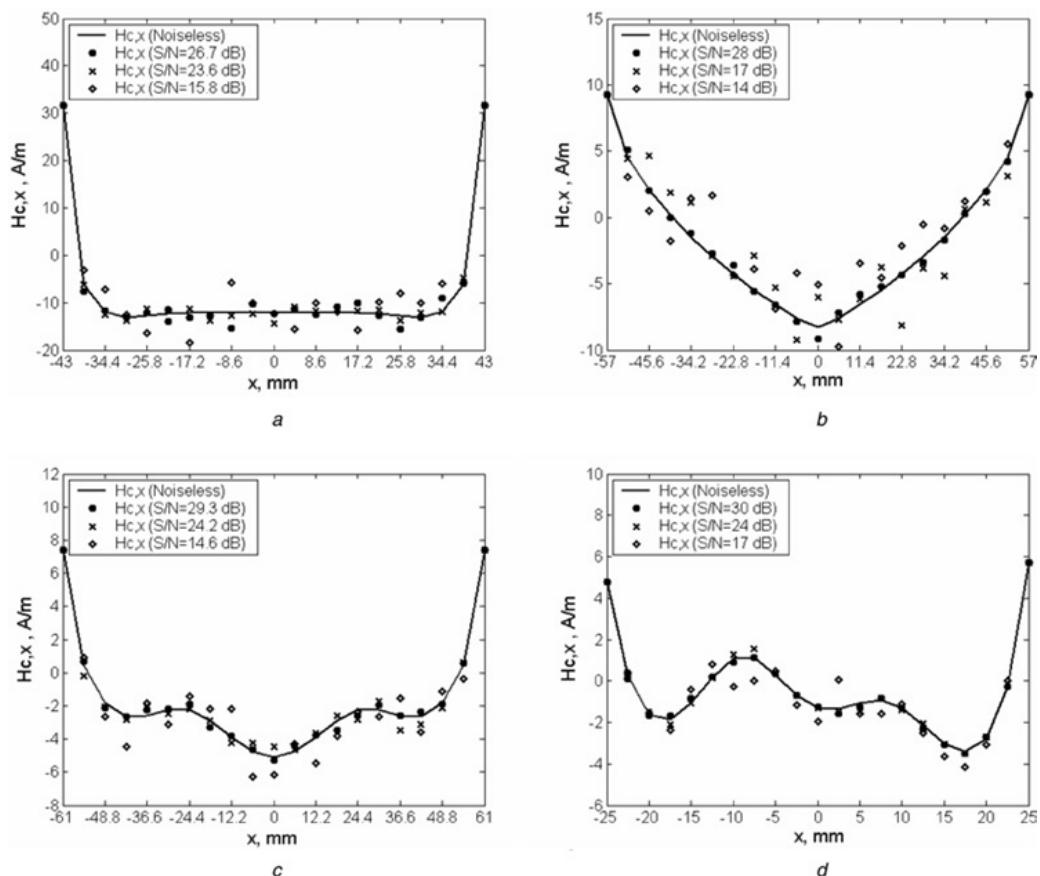 50
40
30
20
10
0
-10
-20
Hc,x , A/m
Hc,x (Noiseless)
Hc,x (S/N=26.7 dB)
Hc,x (S/N=23.6 dB)
Hc,x (S/N=15.8 dB)
-43 -34.4 -25.8 -17.2 -8.6 0 8.6 17.2 25.8 34.4 43
x, mm
a
15
10
5
0
-5
-10
Hc,x , A/m
Hc,x (Noiseless)
Hc,x (S/N=28 dB)
Hc,x (S/N=17 dB)
Hc,x (S/N=14 dB)
-57 -45.6 -34.2 -22.8 -11.4 0 11.4 22.8 34.2 45.6 57
x, mm
b
12
10
8
6
4
2
0
-2
-4
-6
-8
Hc,x , A/m
Hc,x (Noiseless)
Hc,x (S/N=29.3 dB)
Hc,x (S/N=24.2 dB)
Hc,x (S/N=14.6 dB)
-61 -48.8 -36.6 -24.4 -12.2 0 12.2 24.4 36.6 48.8 61
x, mm
c
10
8
6
4
2
0
-2
-4
-6
Hc,x , A/m
Hc,x (Noiseless)
Hc,x (S/N=30 dB)
Hc,x (S/N=24 dB)
Hc,x (S/N=17 dB)
-25 -20 -15 -10 -5 0 5 10 15 20 25
x, mm
d